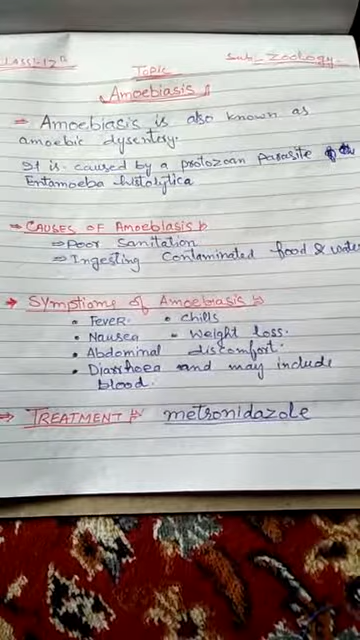 CLASS-12th Sub- Zoology.
Topic
Amoebiasis
⇒ Amoebiasis is also known as
amoebic dysentery.
It is caused by a protozoan parasite
Entamoeba histolytica
⇒ CAUSES OF Amoebiasis
⇒ Poor sanitation
⇒ Ingesting Contaminated food & water
→ Symptioms of Amoebiasis
• Fever. • chills
• Nausea • Weight loss.
• Abdominal discomfort.
• Diarrhoea and may include
blood.
⇒ TREATMENT metronidazole